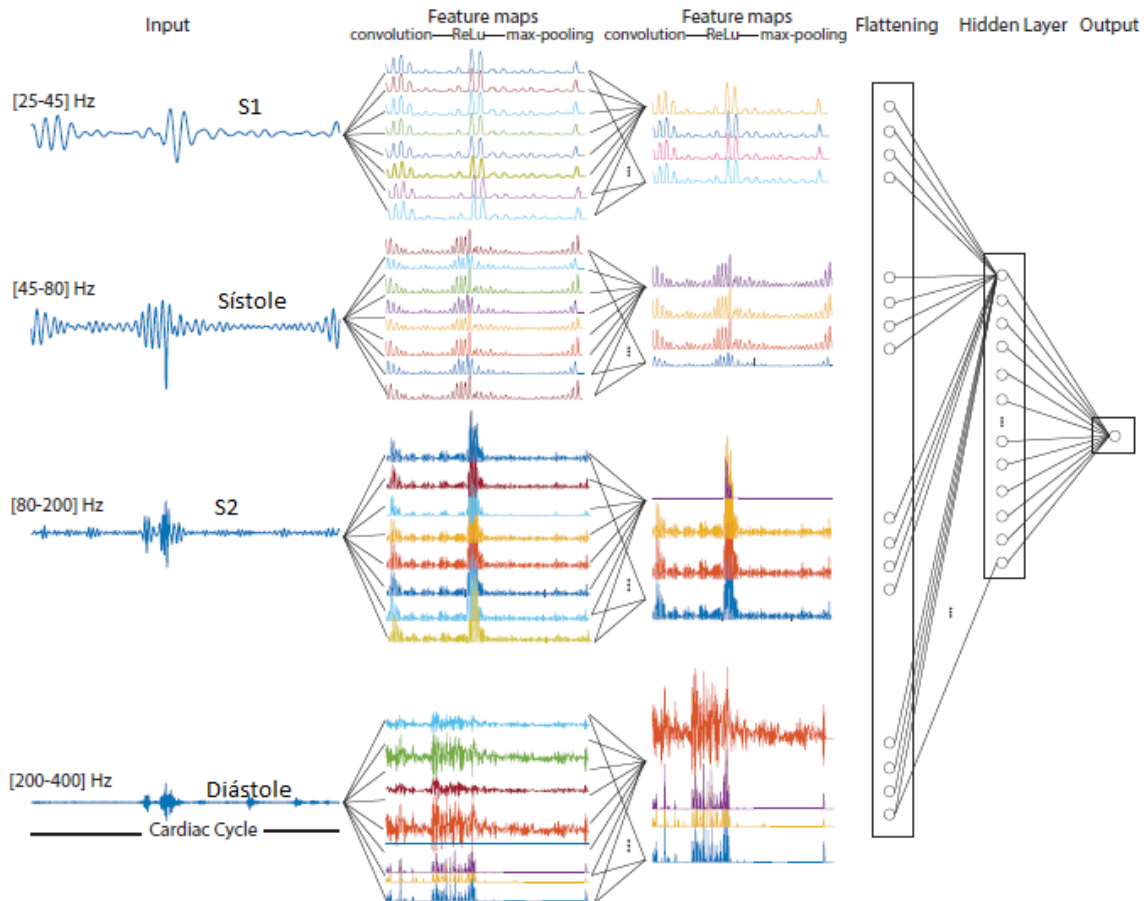 Input
Feature maps
convolution — ReLu — max-pooling
Feature maps
convolution — ReLu — max-pooling
Flattening
Hidden Layer
Output
[25-45] Hz
S1
...
[45-80] Hz
Sístole
...
...
[80-200] Hz
S2
...
...
[200-400] Hz
Diástole
...
Cardiac Cycle